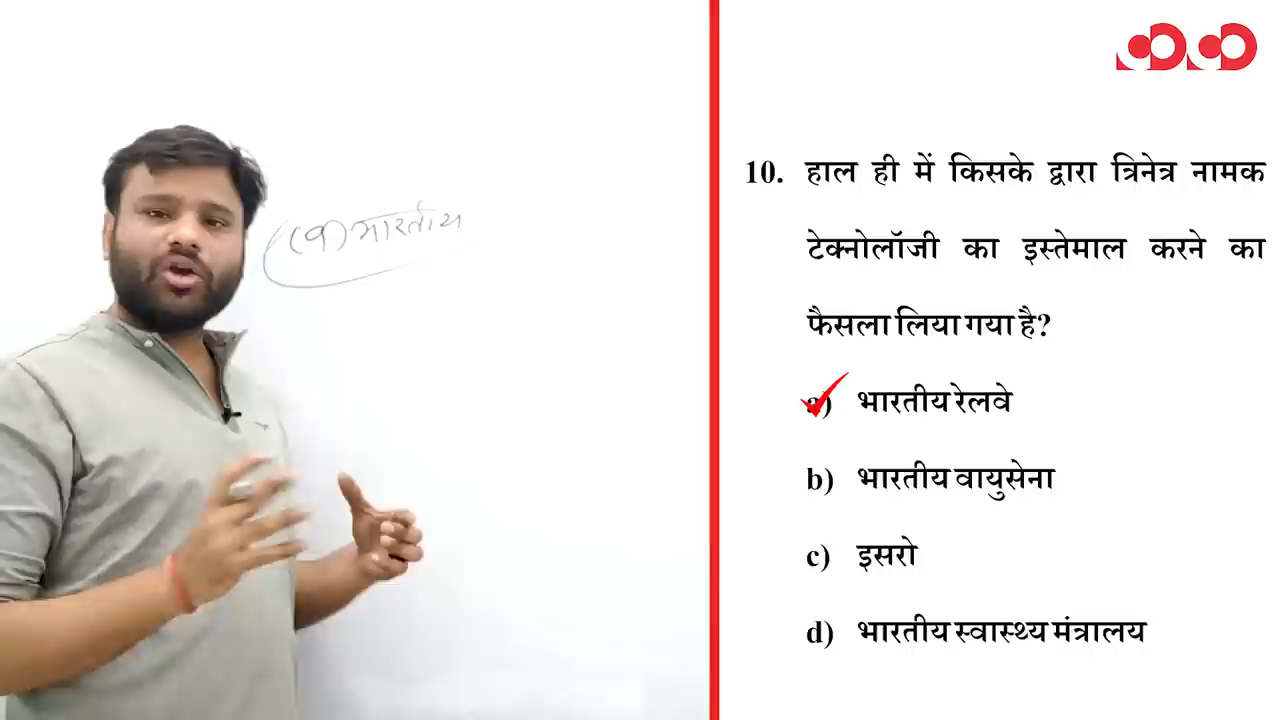 (a) भारतीय
10. हाल ही में किसके द्वारा त्रिनेत्र नामक
टेक्नोलॉजी का इस्तेमाल करने का
फैसला लिया गया है?
a) भारतीय रेलवे
b) भारतीय वायुसेना
c) इसरो
d) भारतीय स्वास्थ्य मंत्रालय